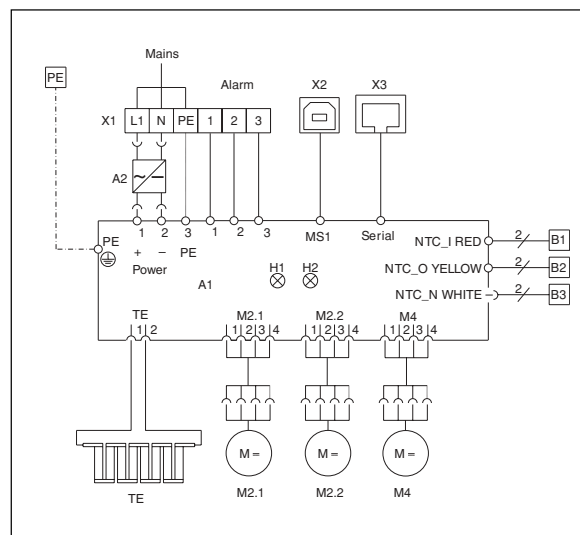 Mains
PE
Alarm
X2
X3
X1
L1 N PE 1 2 3
A2
PE
1 2 3 1 2 3
MS1
Serial
+ − PE
Power
NTC_I RED
2
B1
A1
H1 H2
NTC_O YELLOW
2
B2
NTC_N WHITE
2
B3
TE
M2.1
M2.2
M4
1 2
1 2 3 4
1 2 3 4
1 2 3 4
M =
M =
M =
TE
M2.1
M2.2
M4